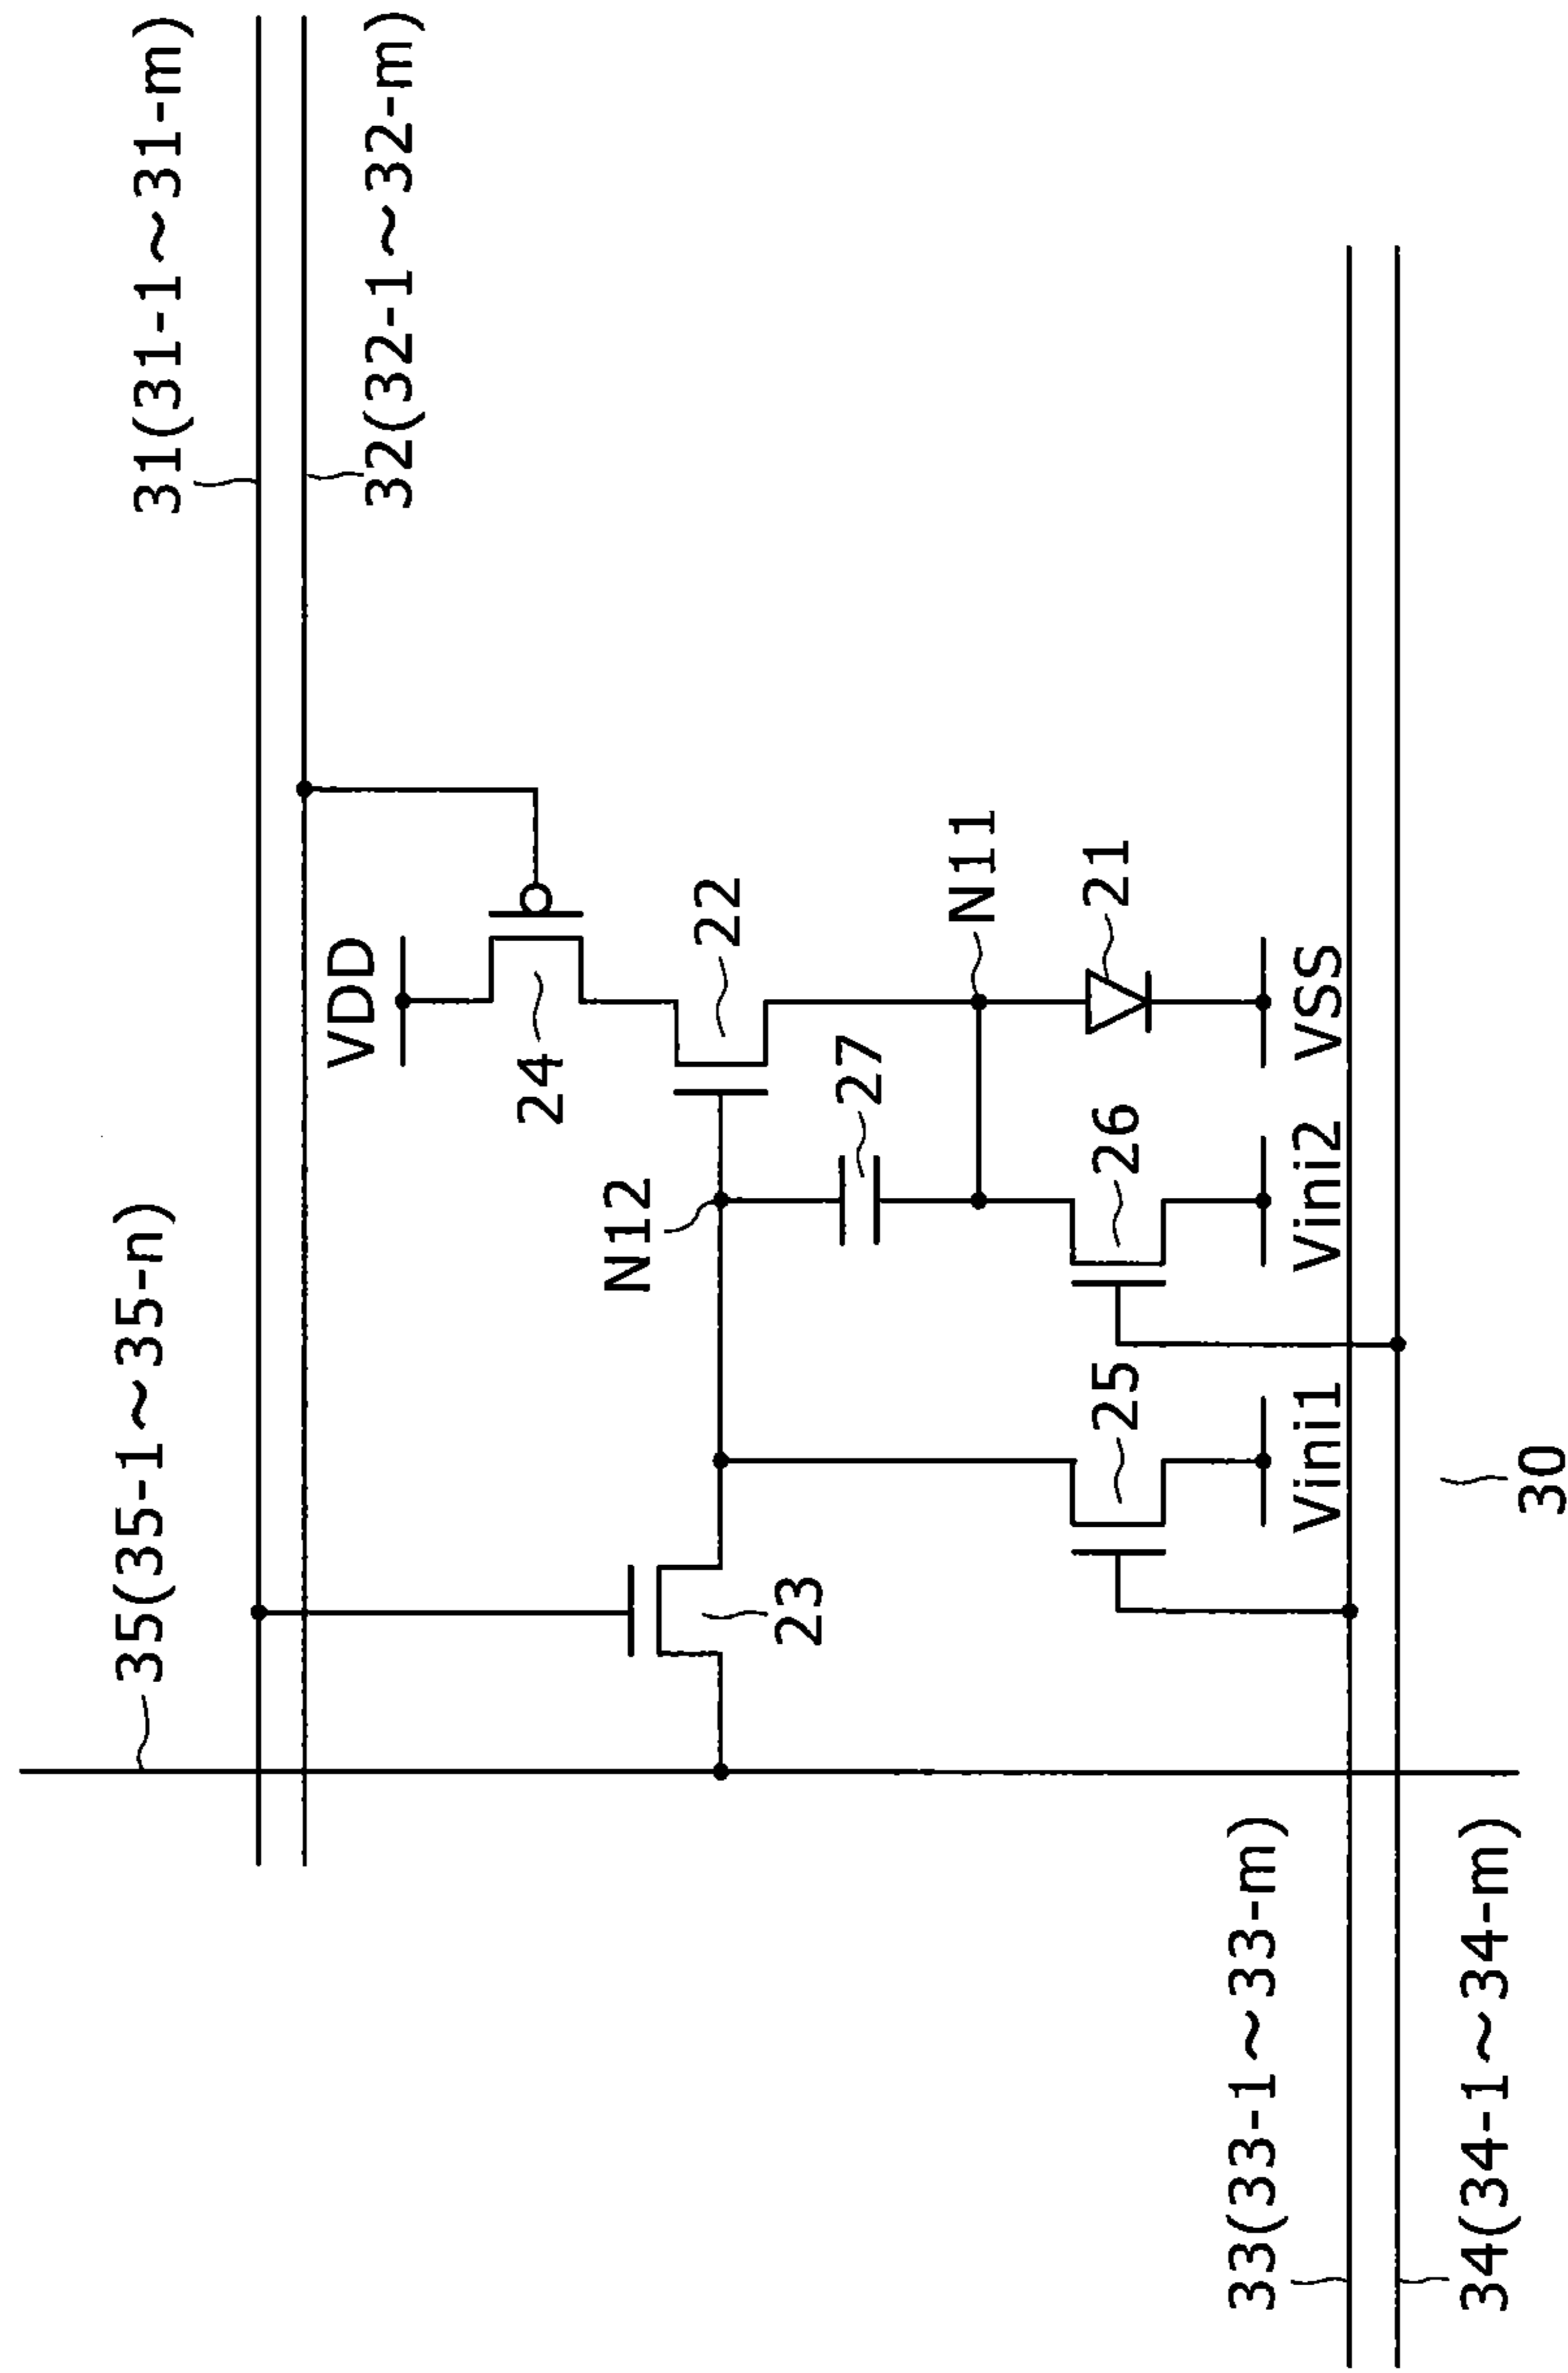 35(35-1~35-n)
31(31-1~31-m)
32(32-1~32-m)
VDD
24
22
N12
27
N11
23
25
26
21
Vini1
Vini2
VSS
33(33-1~33-m)
34(34-1~34-m)
30